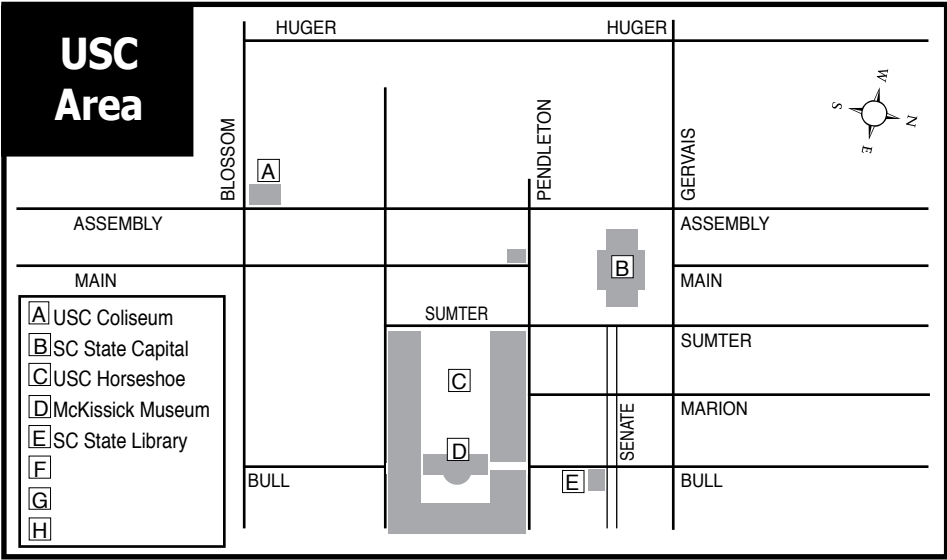 USC
Area
HUGER
HUGER
W
S
N
E
BLOSSOM
PENDLETON
GERVAIS
A
ASSEMBLY
ASSEMBLY
B
MAIN
MAIN
SUMTER
SUMTER
A USC Coliseum
B SC State Capital
C USC Horseshoe
D McKissick Museum
E SC State Library
F
G
H
C
MARION
SENATE
D
BULL
E
BULL